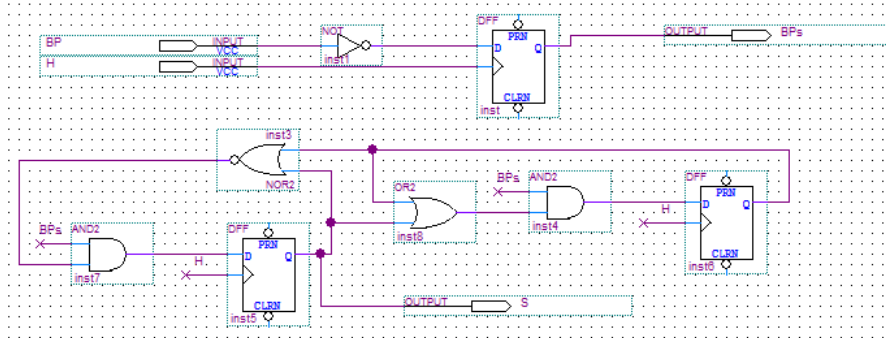 NOT
DFF
BP INPUT VCC
H INPUT VCC
inst1
PRN
D Q
CLRN
inst
OUTPUT BPs
inst3
NOR2
OR2
inst8
BPs AND2
inst4
H
DFF
PRN
D Q
CLRN
inst6
BPs AND2
inst7
H
DFF
PRN
D Q
CLRN
inst5
OUTPUT S